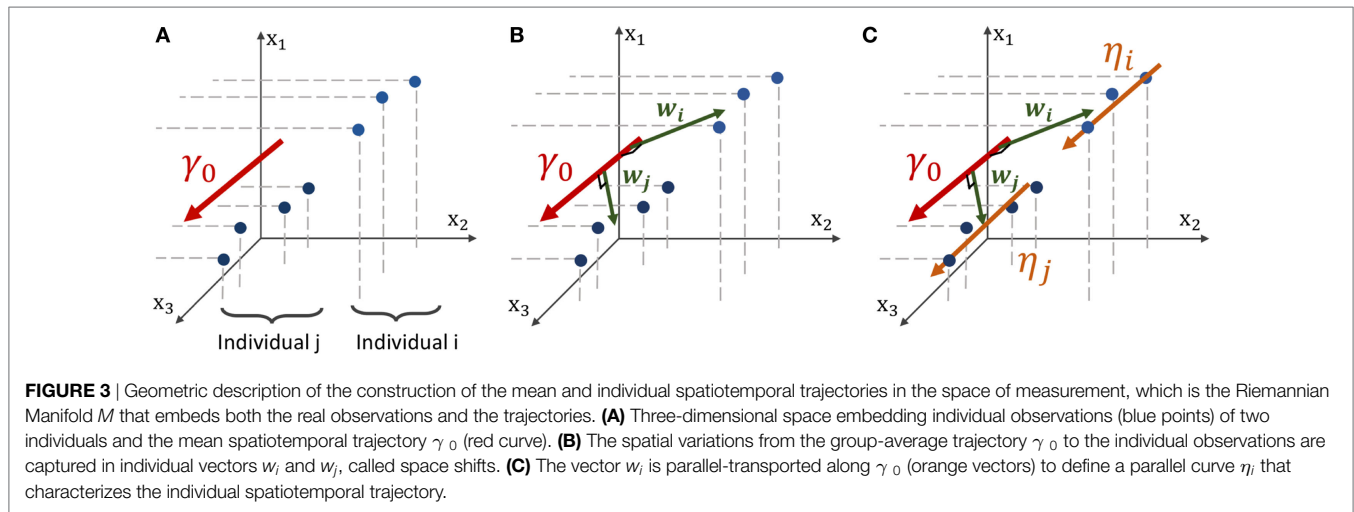 A
x₁
γ₀
x₂
x₃
Individual j
Individual i
B
x₁
wᵢ
γ₀
wⱼ
x₂
x₃
C
x₁
ηᵢ
wᵢ
γ₀
wⱼ
x₂
ηⱼ
x₃
FIGURE 3 | Geometric description of the construction of the mean and individual spatiotemporal trajectories in the space of measurement, which is the Riemannian
Manifold M that embeds both the real observations and the trajectories. (A) Three-dimensional space embedding individual observations (blue points) of two
individuals and the mean spatiotemporal trajectory γ ₀ (red curve). (B) The spatial variations from the group-average trajectory γ ₀ to the individual observations are
captured in individual vectors wᵢ and wⱼ, called space shifts. (C) The vector wᵢ is parallel-transported along γ ₀ (orange vectors) to define a parallel curve ηᵢ that
characterizes the individual spatiotemporal trajectory.